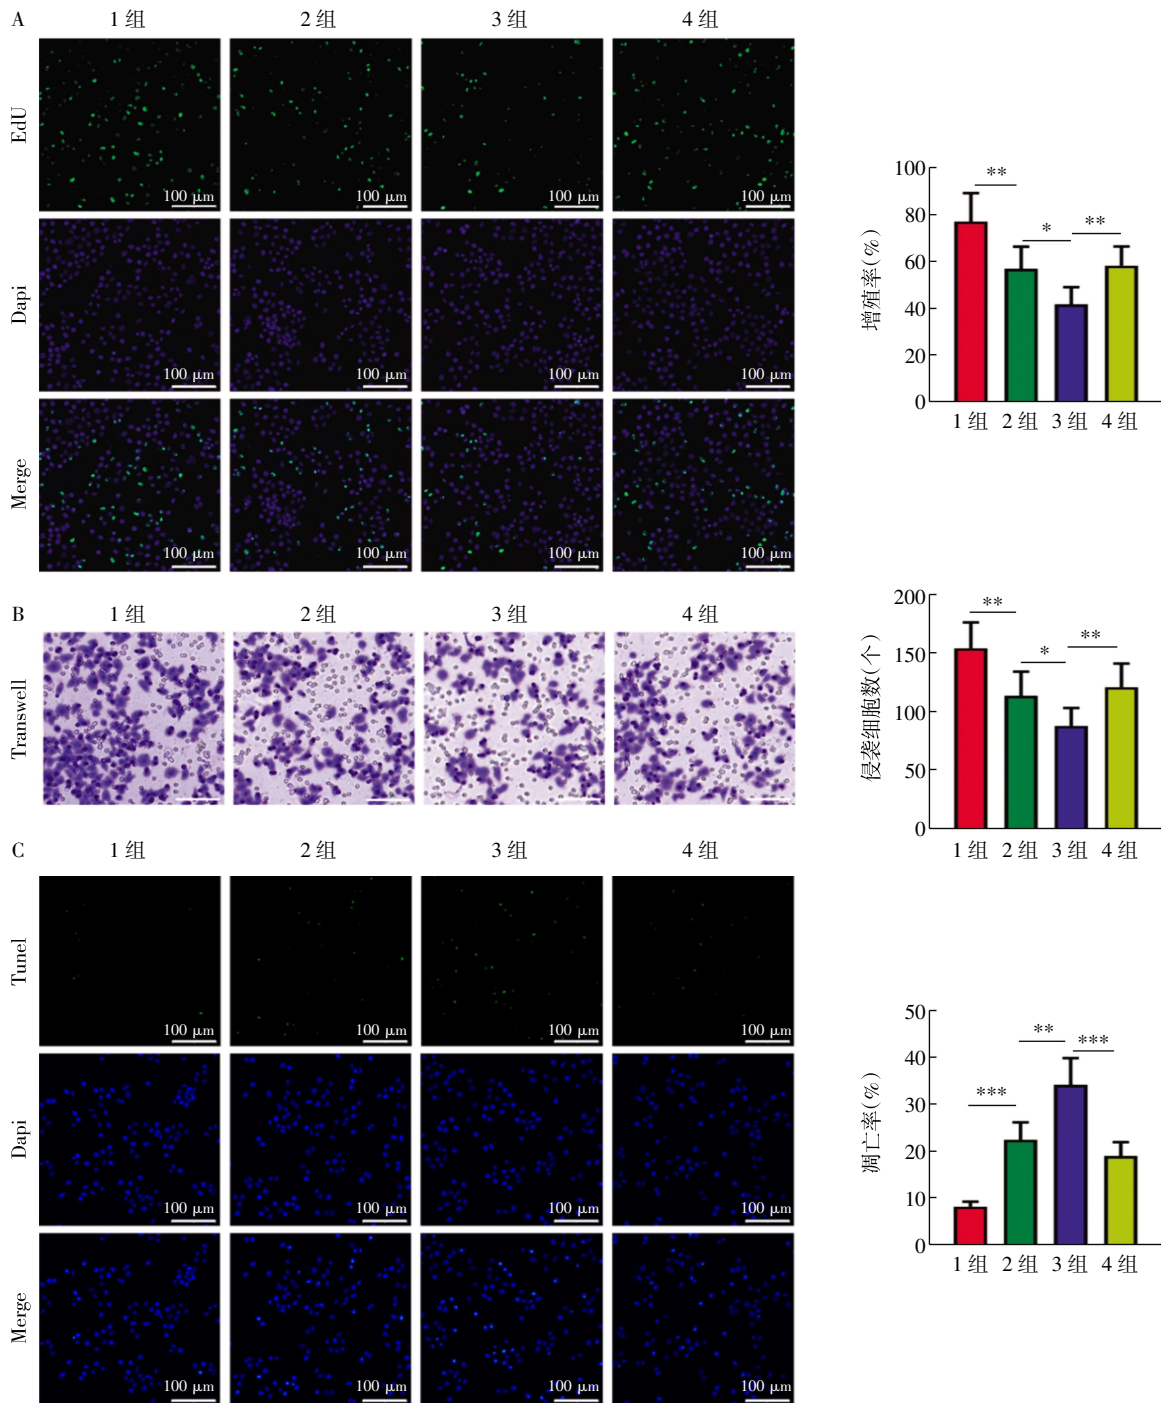 A 1组 2组 3组 4组
EdU 100 μm 100 μm 100 μm 100 μm
Dapi 100 μm 100 μm 100 μm 100 μm
Merge 100 μm 100 μm 100 μm 100 μm
增殖率(%)
100
80
60
40
20
0
** * **
1组 2组 3组 4组
B 1组 2组 3组 4组
Transwell
侵袭细胞数(个)
200
150
100
50
0
** * **
1组 2组 3组 4组
C 1组 2组 3组 4组
Tunel 100 μm 100 μm 100 μm 100 μm
Dapi 100 μm 100 μm 100 μm 100 μm
Merge 100 μm 100 μm 100 μm 100 μm
凋亡率(%)
50
40
30
20
10
0
*** ** ***
1组 2组 3组 4组